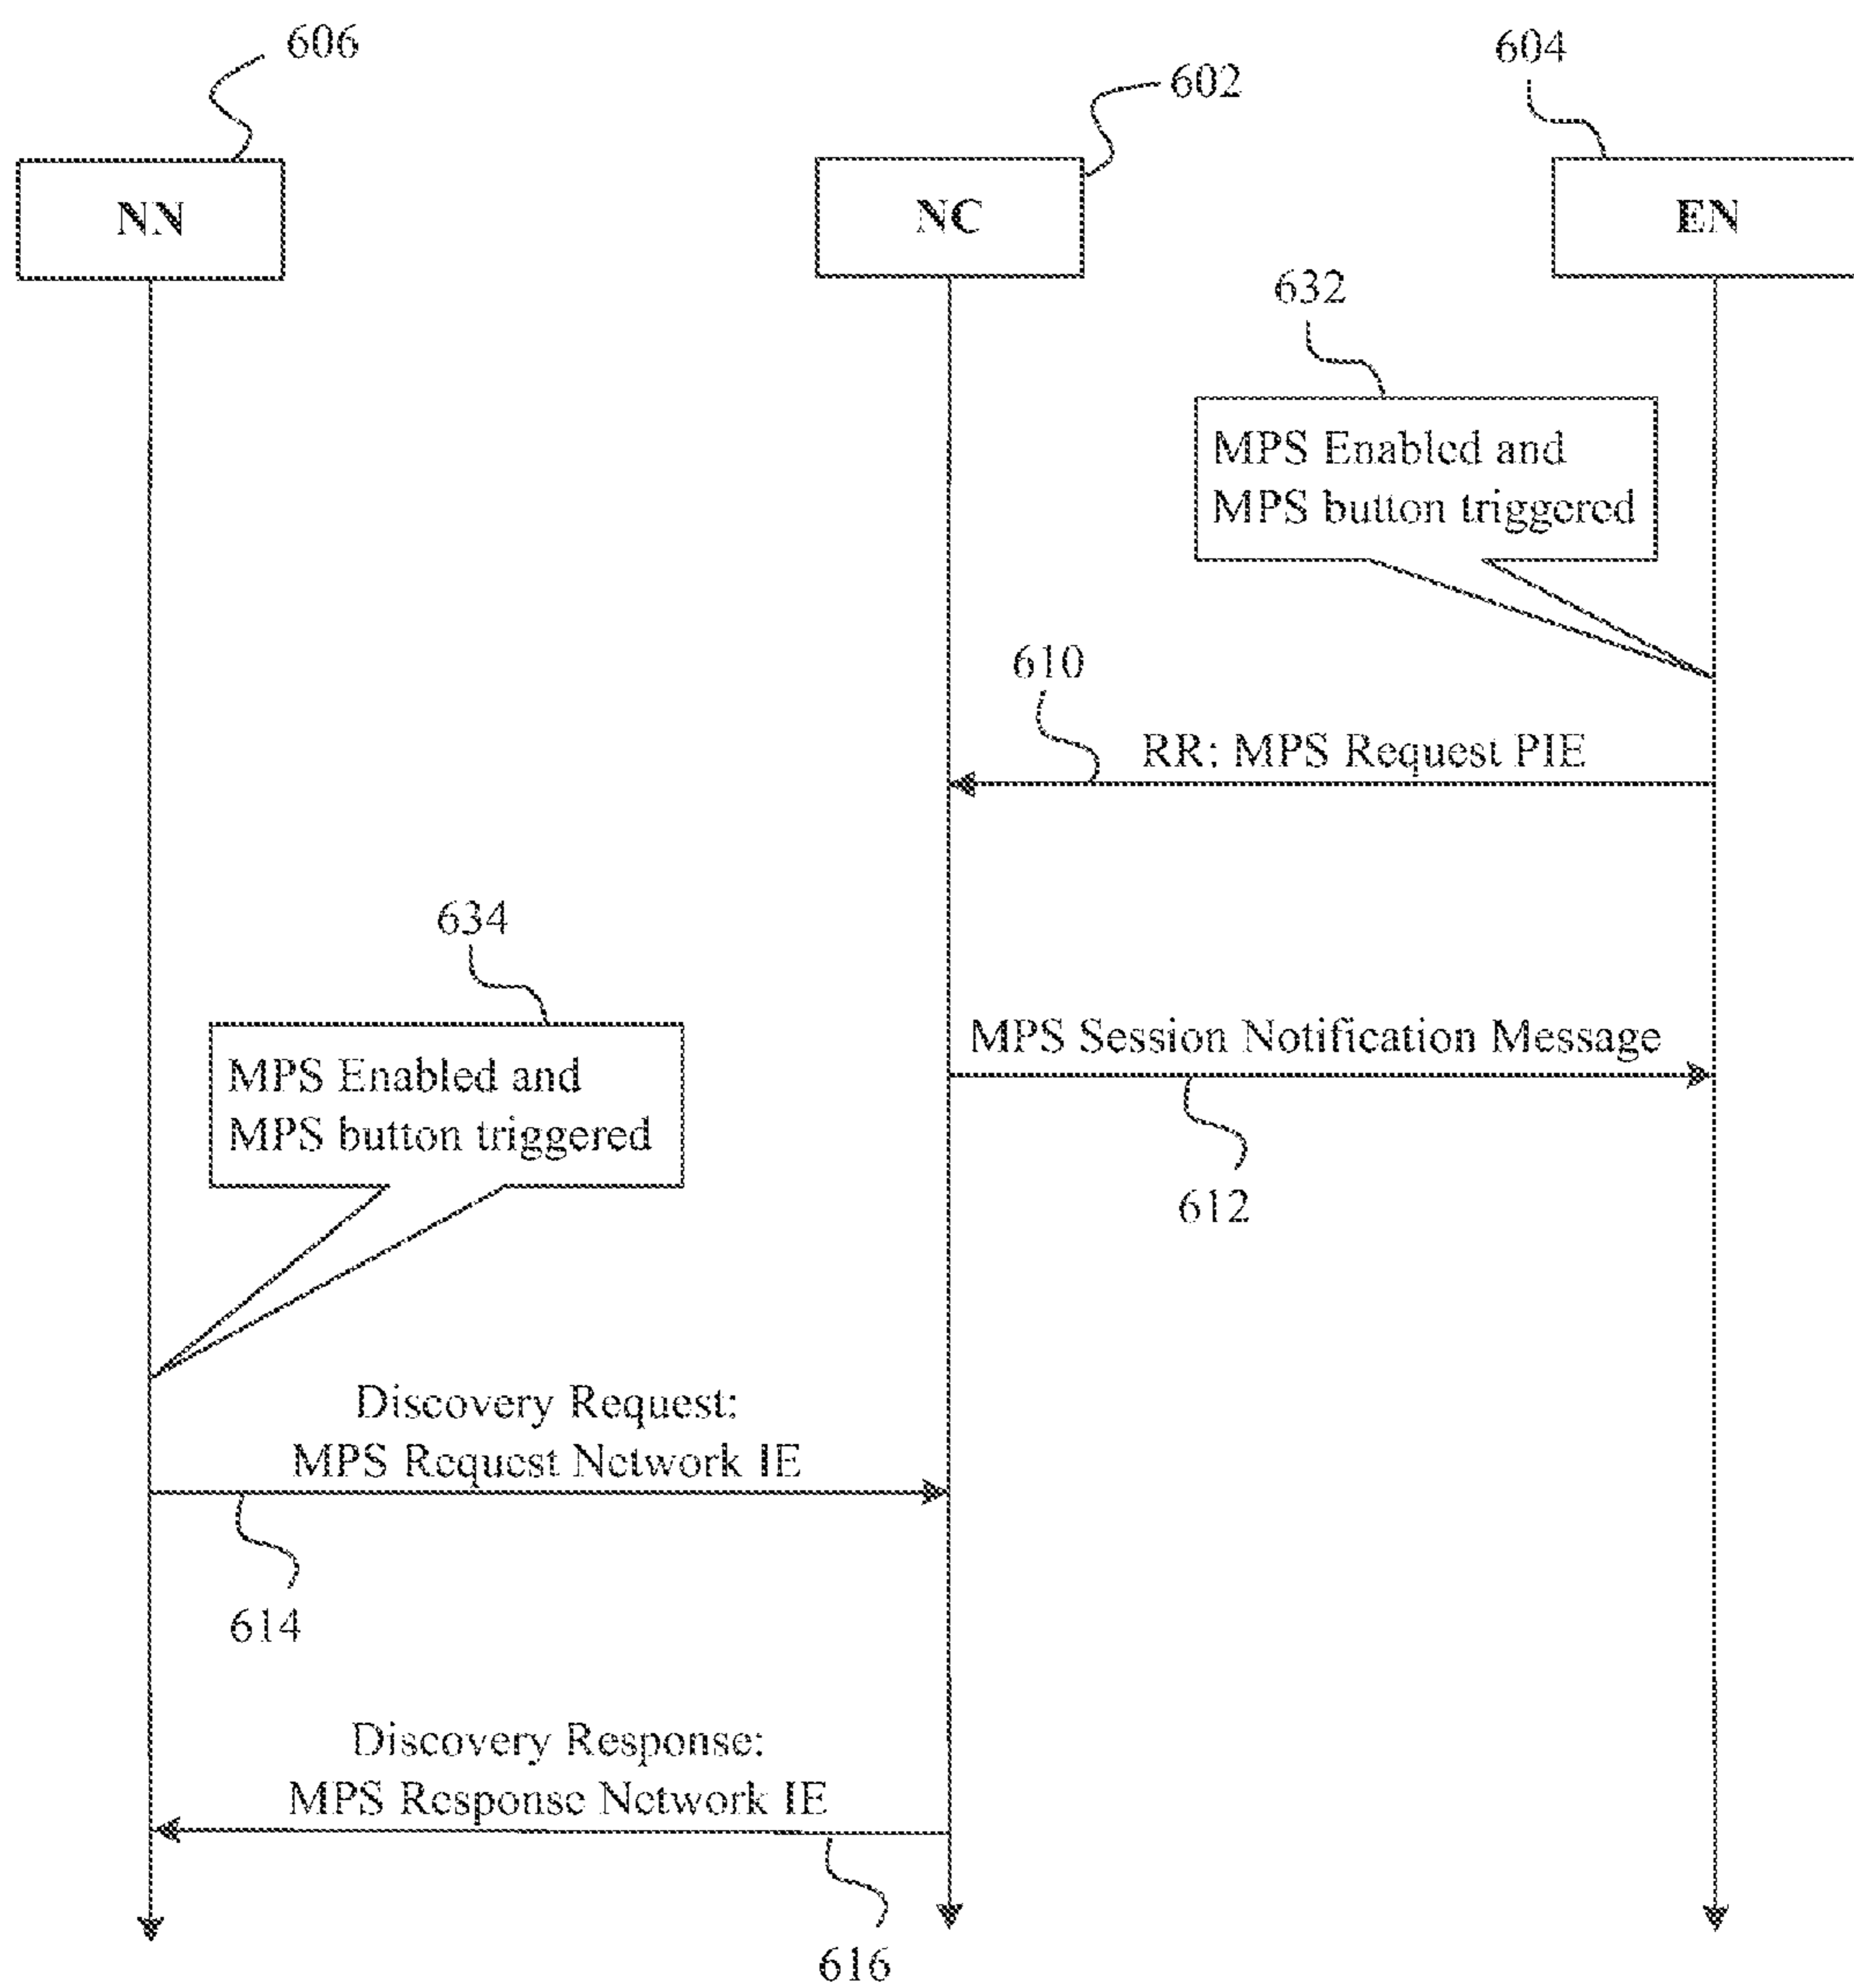 606
602
604
NN
NC
EN
632
MPS Enabled and
MPS button triggered
610
RR: MPS Request PIE
634
MPS Session Notification Message
MPS Enabled and
MPS button triggered
612
Discovery Request:
MPS Request Network IE
614
Discovery Response:
MPS Response Network IE
616